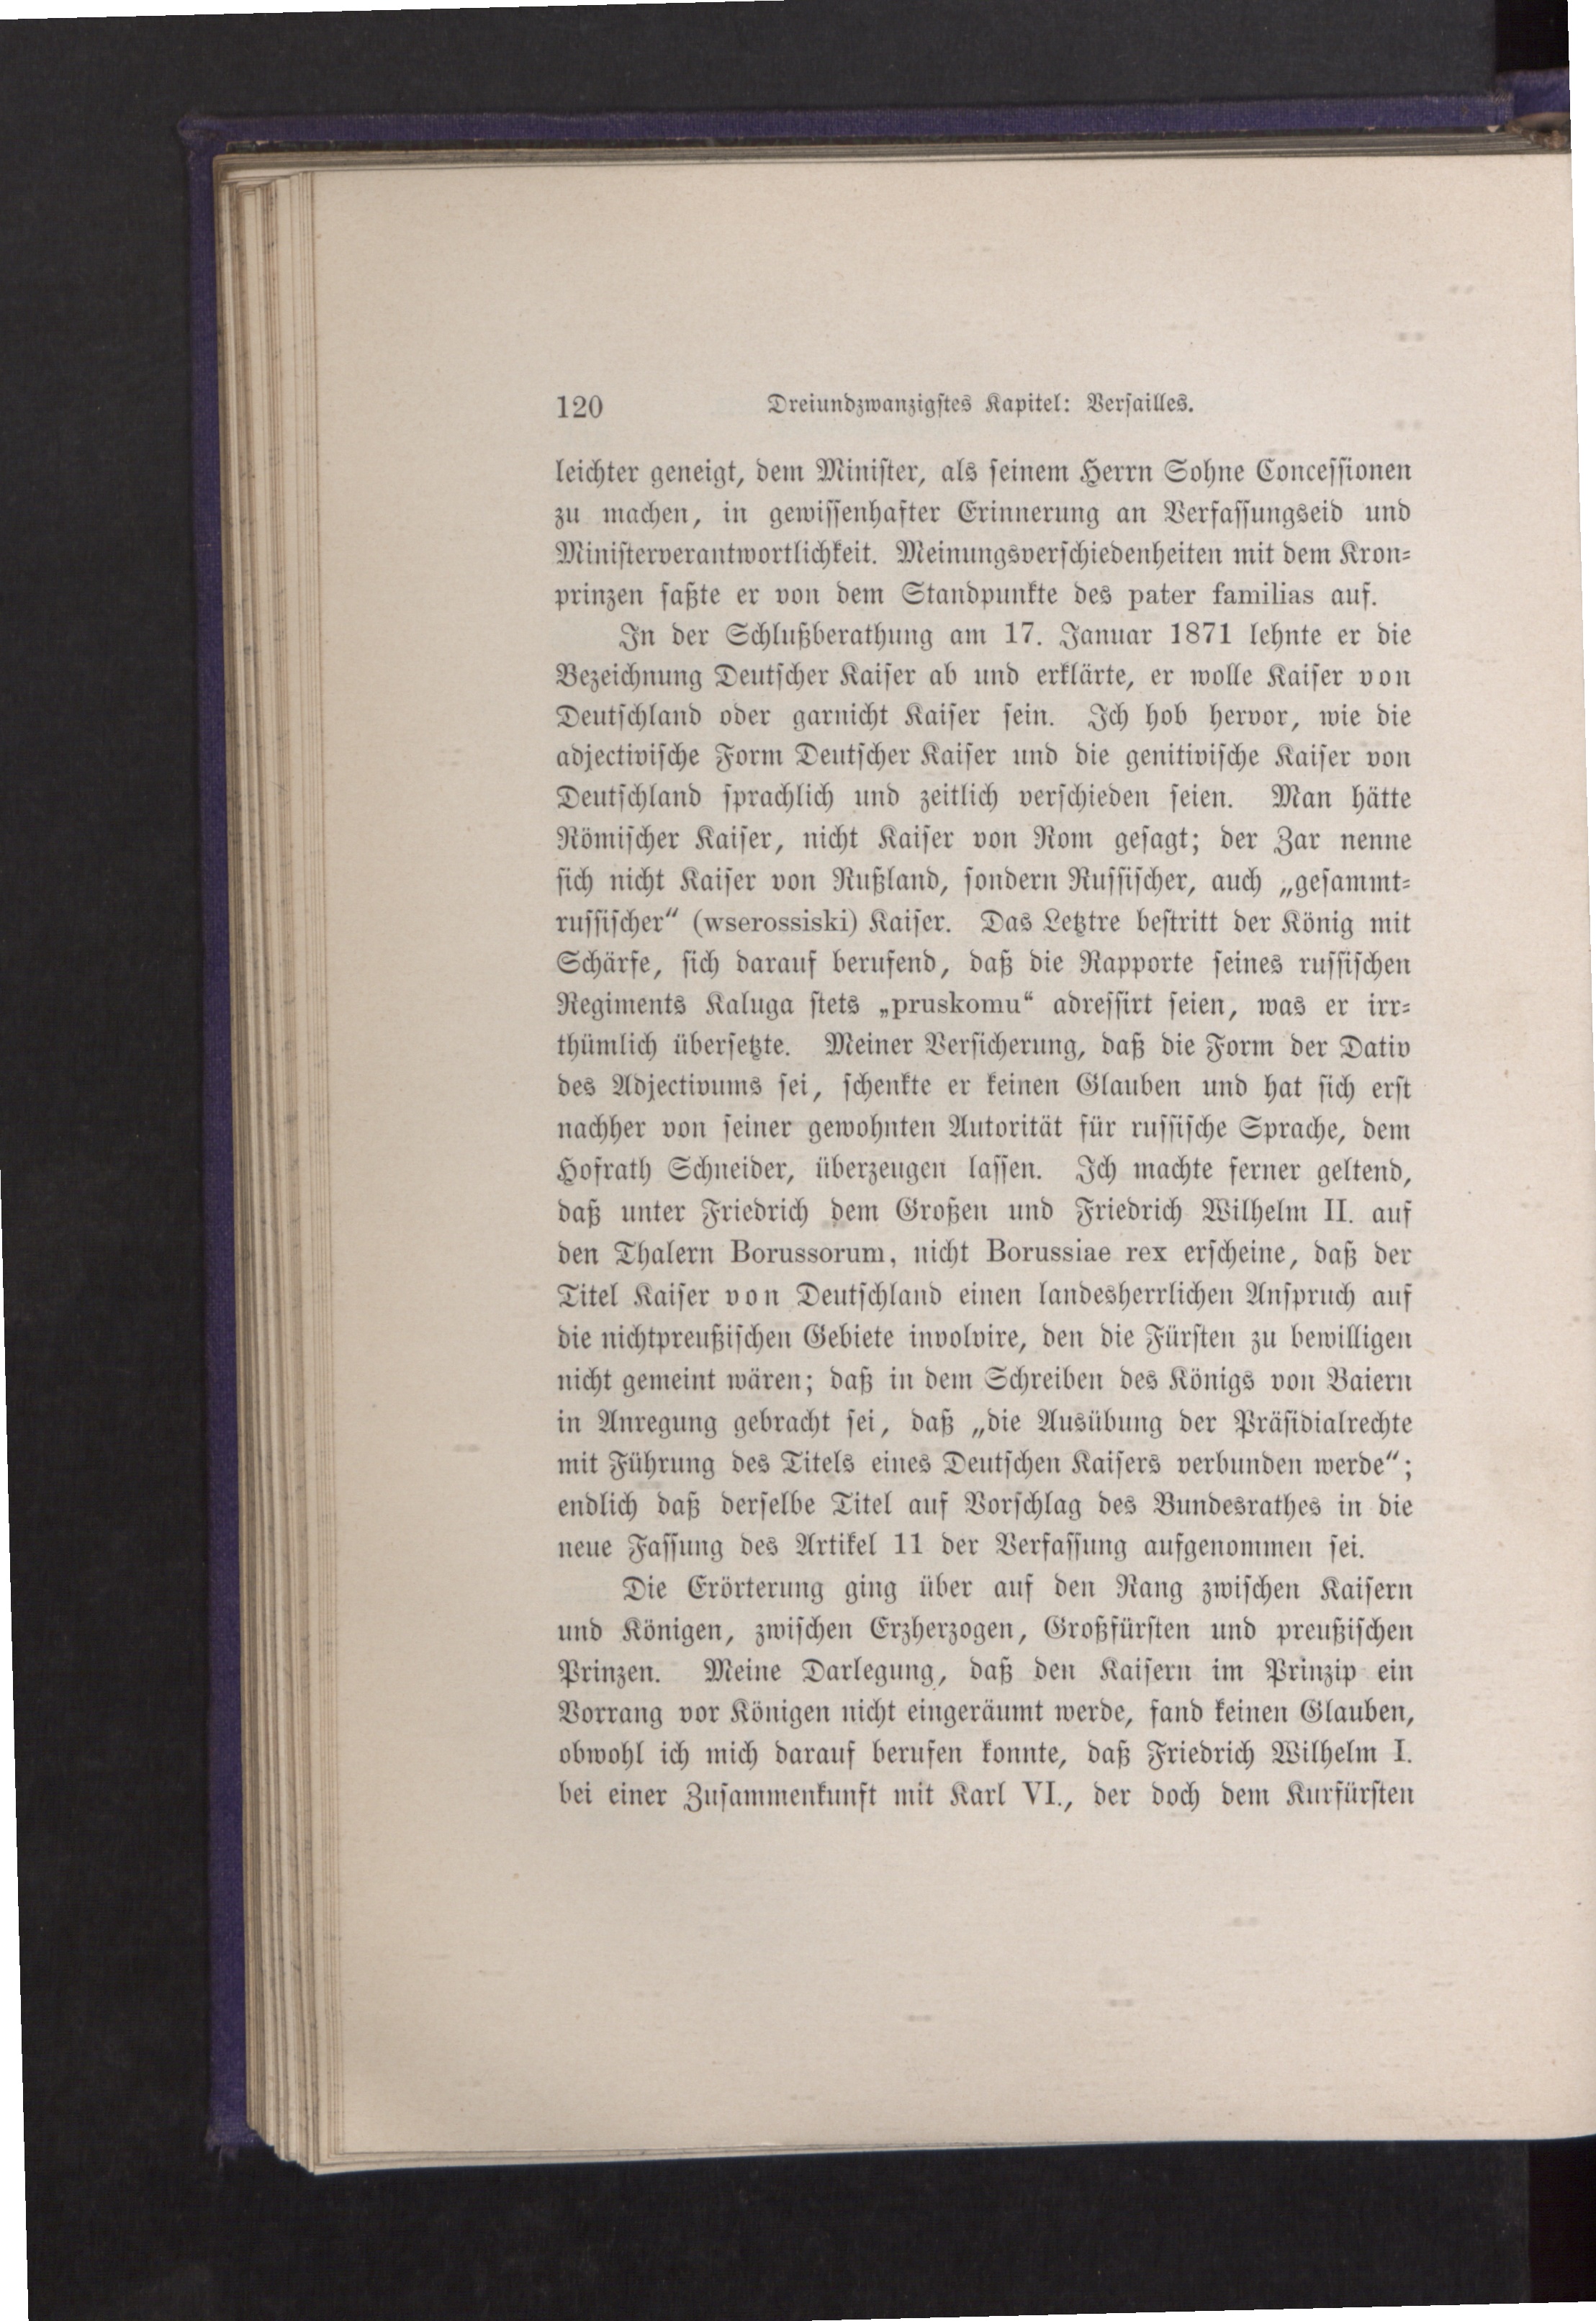 120 Dreiundzwanzigstes Kapitel: Versailles.
leichter geneigt, dem Minister, als seinem Herrn Sohne Concessionen
zu machen, in gewissenhafter Erinnerung an Verfassungseid und
Ministerverantwortlichkeit. Meinungsverschiedenheiten mit dem Kron-
prinzen faßte er von dem Standpunkte des pater familias auf.
In der Schlußberathung am 17. Januar 1871 lehnte er die
Bezeichnung Deutscher Kaiser ab und erklärte, er wolle Kaiser von
Deutschland oder garnicht Kaiser sein. Ich hob hervor, wie die
adjectivische Form Deutscher Kaiser und die genitivische Kaiser von
Deutschland sprachlich und zeitlich verschieden seien. Man hätte
Römischer Kaiser, nicht Kaiser von Rom gesagt; der Zar nenne
sich nicht Kaiser von Rußland, sondern Russischer, auch „gesammt-
russischer“ (wserossiski) Kaiser. Das Letztre bestritt der König mit
Schärfe, sich darauf berufend, daß die Rapporte seines russischen
Regiments Kaluga stets „pruskomu“ adressirt seien, was er irr-
thümlich übersetzte. Meiner Versicherung, daß die Form der Dativ
des Adjectivums sei, schenkte er keinen Glauben und hat sich erst
nachher von seiner gewohnten Autorität für russische Sprache, dem
Hofrath Schneider, überzeugen lassen. Ich machte ferner geltend,
daß unter Friedrich dem Großen und Friedrich Wilhelm II. auf
den Thalern Borussorum, nicht Borussiae rex erscheine, daß der
Titel Kaiser von Deutschland einen landesherrlichen Anspruch auf
die nichtpreußischen Gebiete involvire, den die Fürsten zu bewilligen
nicht gemeint wären; daß in dem Schreiben des Königs von Baiern
in Anregung gebracht sei, daß „die Ausübung der Präsidialrechte
mit Führung des Titels eines Deutschen Kaisers verbunden werde“;
endlich daß derselbe Titel auf Vorschlag des Bundesrathes in die
neue Fassung des Artikel 11 der Verfassung aufgenommen sei.
Die Erörterung ging über auf den Rang zwischen Kaisern
und Königen, zwischen Erzherzogen, Großfürsten und preußischen
Prinzen. Meine Darlegung, daß den Kaisern im Prinzip ein
Vorrang vor Königen nicht eingeräumt werde, fand keinen Glauben,
obwohl ich mich darauf berufen konnte, daß Friedrich Wilhelm I.
bei einer Zusammenkunft mit Karl VI., der doch dem Kurfürsten